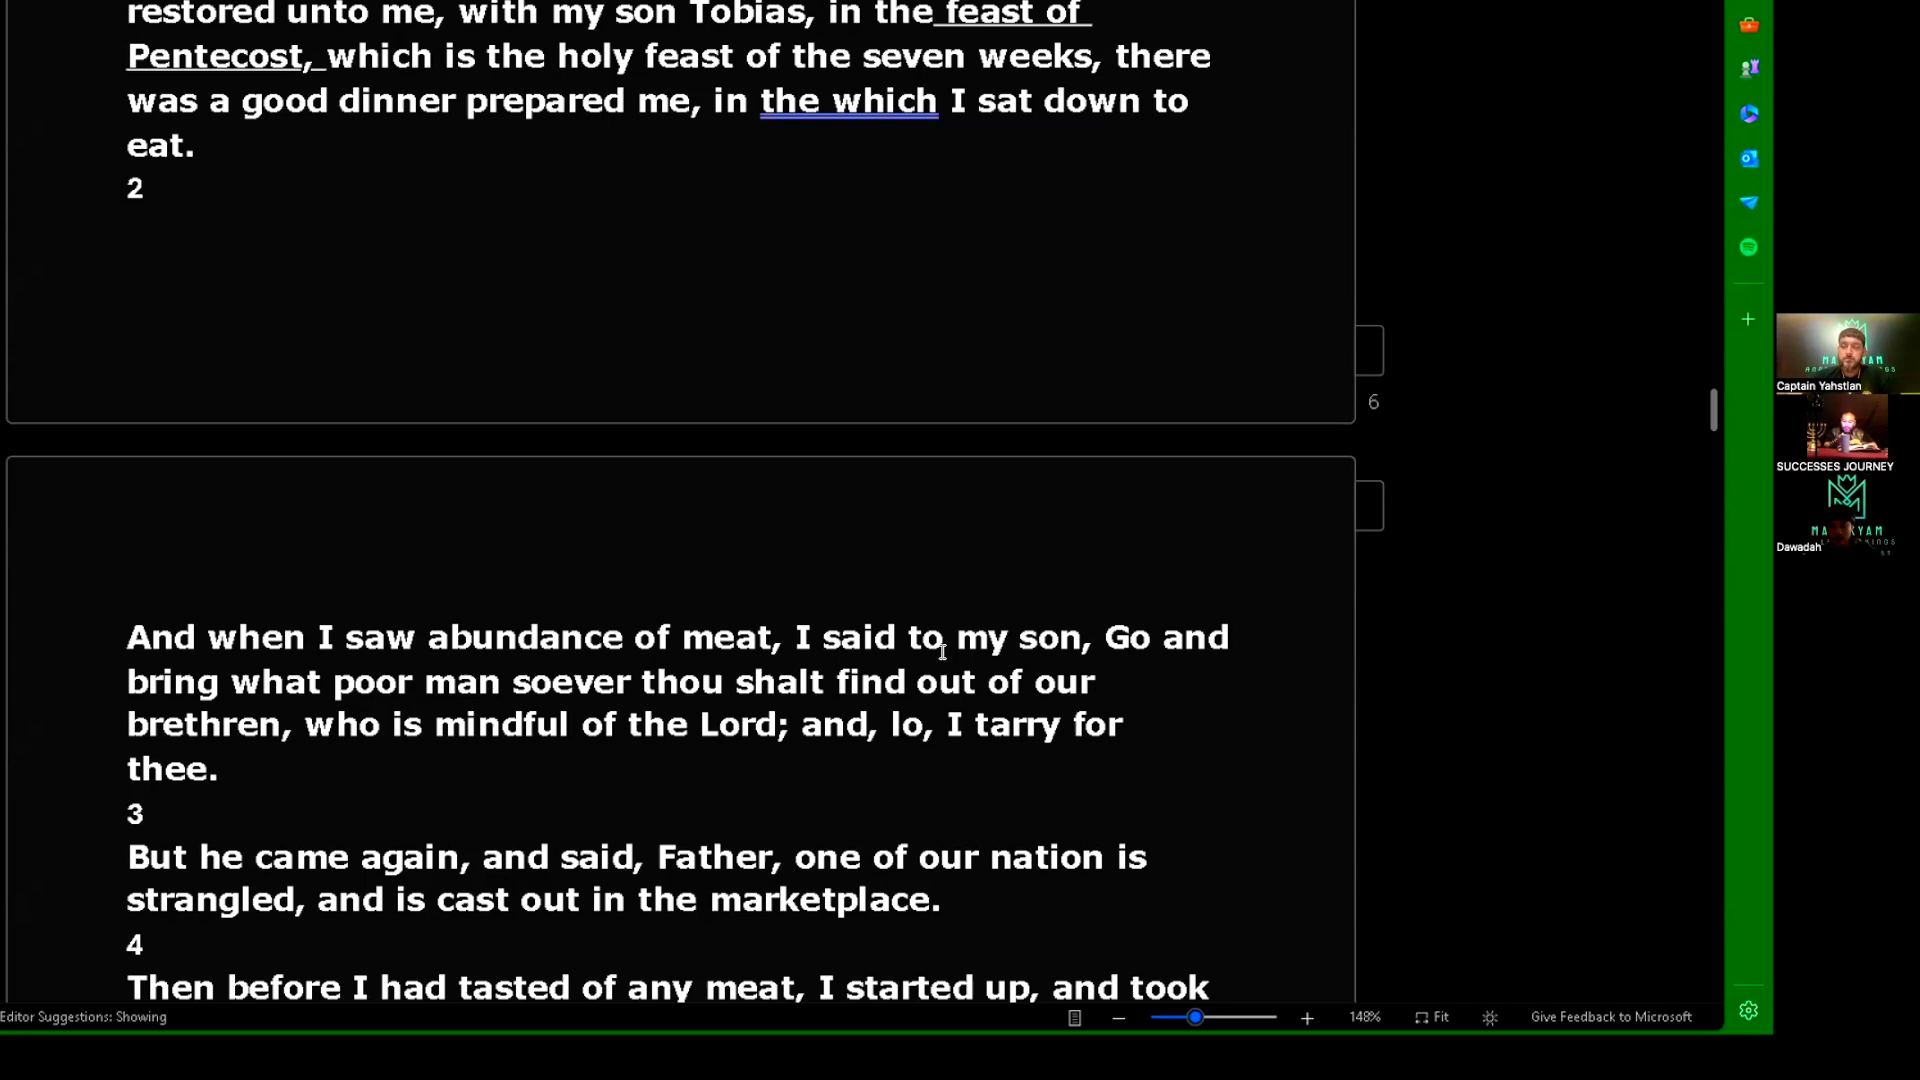 restored unto me, with my son Tobias, in the feast of
Pentecost, which is the holy feast of the seven weeks, there
was a good dinner prepared me, in the which I sat down to
eat.
2
6
And when I saw abundance of meat, I said to my son, Go and
bring what poor man soever thou shalt find out of our
brethren, who is mindful of the Lord; and, lo, I tarry for
thee.
3
But he came again, and said, Father, one of our nation is
strangled, and is cast out in the marketplace.
4
Then before I had tasted of any meat, I started up, and took
Editor Suggestions: Showing
148%
Fit
Give Feedback to Microsoft
Captain Yahstlan
SUCCESSES JOURNEY
Dawadah